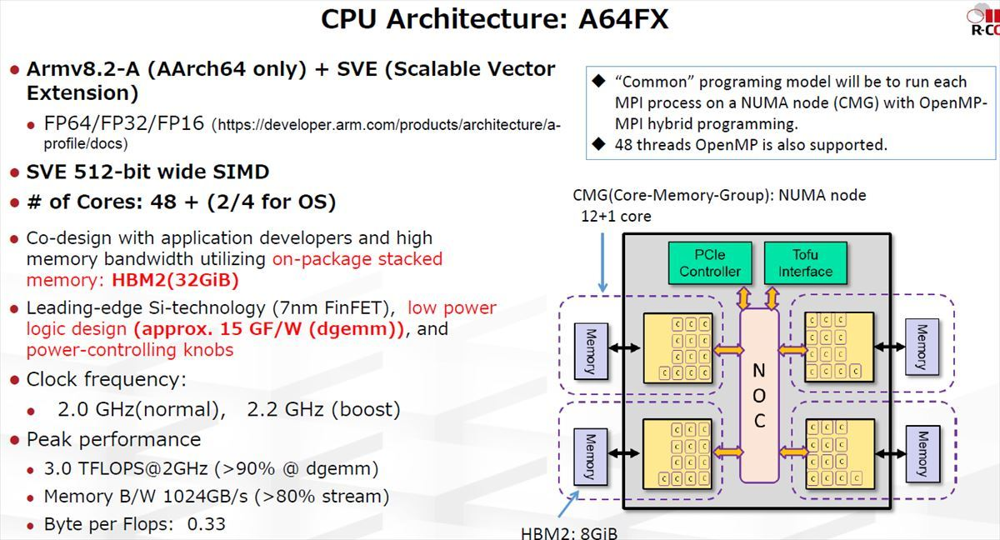 CPU Architecture: A64FX
R-CC
● Armv8.2-A (AArch64 only) + SVE (Scalable Vector
Extension)
● FP64/FP32/FP16 (https://developer.arm.com/products/architecture/a-
profile/docs)
● SVE 512-bit wide SIMD
● # of Cores: 48 + (2/4 for OS)
● Co-design with application developers and high
memory bandwidth utilizing on-package stacked
memory: HBM2(32GiB)
● Leading-edge Si-technology (7nm FinFET), low power
logic design (approx. 15 GF/W (dgemm)), and
power-controlling knobs
● Clock frequency:
● 2.0 GHz(normal), 2.2 GHz (boost)
● Peak performance
● 3.0 TFLOPS@2GHz (>90% @ dgemm)
● Memory B/W 1024GB/s (>80% stream)
● Byte per Flops: 0.33
◆ “Common” programing model will be to run each
MPI process on a NUMA node (CMG) with OpenMP-
MPI hybrid programming.
◆ 48 threads OpenMP is also supported.
CMG(Core-Memory-Group): NUMA node
12+1 core
PCIe
Controller
Tofu
Interface
Memory
C C C
C C C
C C C
C C C C
N
O
C
C C C
C C C
C C C
C C C C
Memory
Memory
C C C
C C C
C C C
C C C C
C C C
C C C
C C C
C C C C
Memory
HBM2: 8GiB